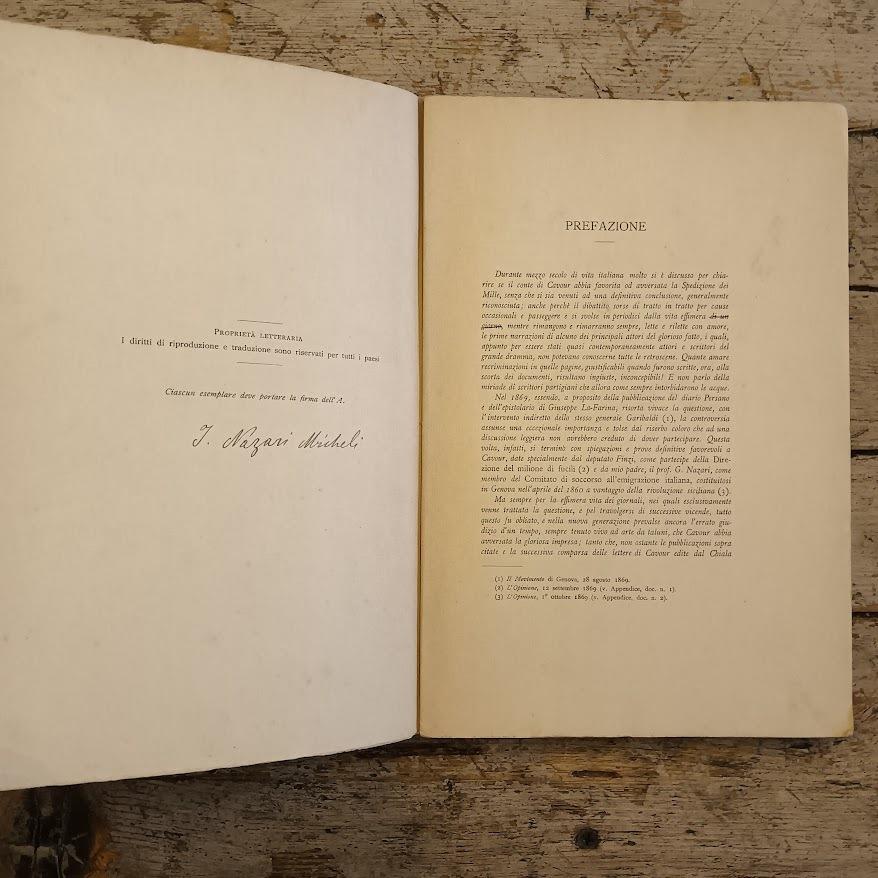 PROPRIETÀ LETTERARIA
I diritti di riproduzione e traduzione sono riservati per tutti i paesi
Ciascun esemplare deve portare la firma dell'A.
I. Nazari Micheli
PREFAZIONE
Durante mezzo secolo di vita italiana molto si è discusso per chia-
rire se il conte di Cavour abbia favorita od avversata la Spedizione dei
Mille, senza che si sia venuti ad una definitiva conclusione, generalmente
riconosciuta; anche perchè il dibattito, sorse di tratto in tratto per cause
occasionali e passeggere e si svolse in periodici dalla vita effimera di un
giorno, mentre rimangono e rimarranno sempre, lette e rilette con amore,
le prime narrazioni di alcuno dei principali attori del glorioso fatto, i quali,
appunto per essere stati quasi contemporaneamente attori e scrittori del
grande dramma, non potevano conoscerne tutte le retroscene. Quante amare
recriminazioni in quelle pagine, giustificabili quando furono scritte, ora, alla
scorta dei documenti, risultano ingiuste, inconcepibili! E non parlo della
miriade di scrittori partigiani che allora come sempre intorbidarono le acque.
Nel 1869, essendo, a proposito della pubblicazione del diario Persano
e dell'epistolario di Giuseppe La-Farina, risorta vivace la questione, con
l'intervento indiretto dello stesso generale Garibaldi (1), la controversia
assunse una eccezionale importanza e tolse dal riserbo coloro che ad una
discussione leggiera non avrebbero creduto di dover partecipare. Questa
volta, infatti, si terminò con spiegazioni e prove definitive favorevoli a
Cavour, date specialmente dal deputato Finzi, come partecipe della Dire-
zione del milione di fucili (2) e da mio padre, il prof. G. Nazari, come
membro del Comitato di soccorso all'emigrazione italiana, costituitosi
in Genova nell'aprile del 1860 a vantaggio della rivoluzione siciliana (3).
Ma sempre per la effimera vita dei giornali, nei quali esclusivamente
venne trattata la questione, e pel travolgersi di successive vicende, tutto
questo fu obliato, e nella nuova generazione prevalse ancora l'errato giu-
dizio d'un tempo, sempre tenuto vivo ad arte da taluni, che Cavour abbia
avversata la gloriosa impresa; tanto che, non ostante le pubblicazioni sopra
citate e la successiva comparsa delle lettere di Cavour edite dal Chiala
(1) Il Movimento di Genova, 28 agosto 1869.
(2) L'Opinione, 12 settembre 1869 (v. Appendice, doc. n. 1).
(3) L'Opinione, 1° ottobre 1869 (v. Appendice, doc. n. 2).